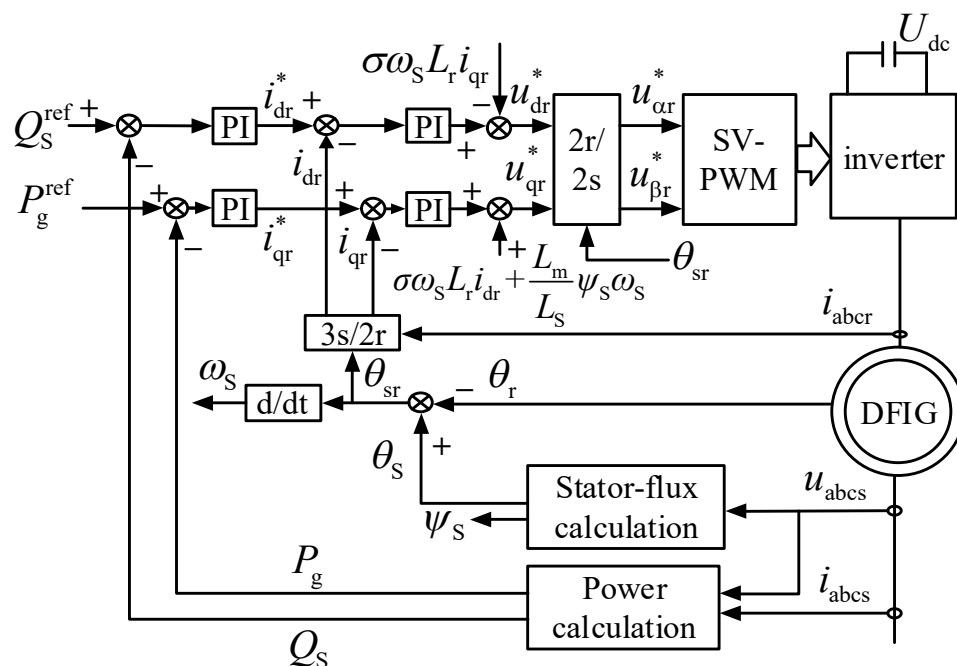 U_dc
σω_S L_r i_qr
Q_S^ref
+
−
PI
i_dr^*
+
−
PI
+
−
u_dr^*
2r/
2s
u_αr^*
SV-
PWM
inverter
i_dr
P_g^ref
+
−
PI
i_qr^*
+
−
i_qr
PI
+
+
u_qr^*
u_βr^*
σω_S L_r i_dr + L_m/L_S ψ_S ω_S
θ_sr
3s/2r
i_abcr
ω_S
d/dt
θ_sr
−
θ_r
DFIG
+
θ_S
Stator-flux
calculation
u_abcs
ψ_S
P_g
Power
calculation
i_abcs
Q_S